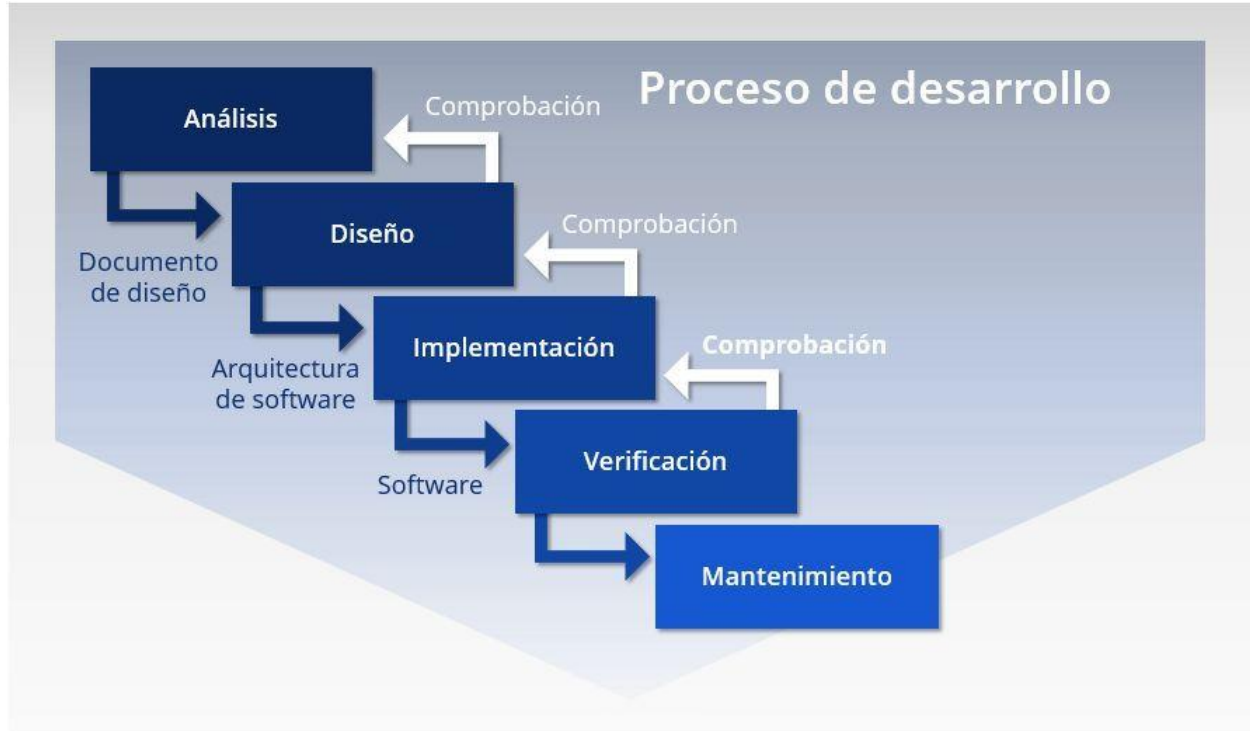 Proceso de desarrollo
Análisis
Comprobación
Diseño
Comprobación
Documento
de diseño
Implementación
Comprobación
Arquitectura
de software
Verificación
Software
Mantenimiento